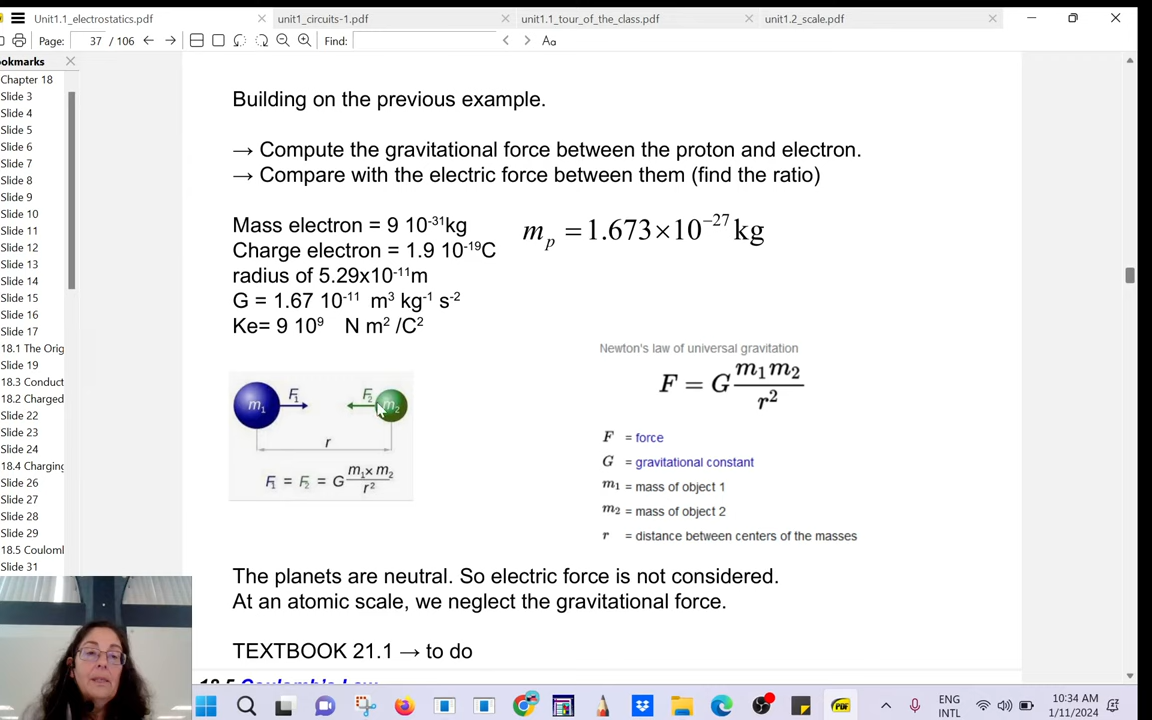 Unit1.1_electrostatics.pdf
unit1_circuits-1.pdf
unit1.1_tour_of_the_class.pdf
unit1.2_scale.pdf
Page: 37 / 106
Find:
Aa
ookmarks
Chapter 18
Slide 3
Slide 4
Slide 5
Slide 6
Slide 7
Slide 8
Slide 9
Slide 10
Slide 11
Slide 12
Slide 13
Slide 14
Slide 15
Slide 16
Slide 17
18.1 The Orig
Slide 19
18.3 Conduct
18.2 Charged
Slide 22
Slide 23
Slide 24
18.4 Charging
Slide 26
Slide 27
Slide 28
Slide 29
18.5 Coulomb
Slide 31
Building on the previous example.
→ Compute the gravitational force between the proton and electron.
→ Compare with the electric force between them (find the ratio)
Mass electron = 9 10⁻³¹kg
Charge electron = 1.9 10⁻¹⁹C
radius of 5.29x10⁻¹¹m
G = 1.67 10⁻¹¹ m³ kg⁻¹ s⁻²
Ke= 9 10⁹ N m² /C²
mₚ = 1.673×10⁻²⁷ kg
m₁ F₁ F₂ m₂
r
F₁ = F₂ = G m₁ × m₂ / r²
Newton's law of universal gravitation
F = G m₁m₂ / r²
F = force
G = gravitational constant
m₁ = mass of object 1
m₂ = mass of object 2
r = distance between centers of the masses
The planets are neutral. So electric force is not considered.
At an atomic scale, we neglect the gravitational force.
TEXTBOOK 21.1 → to do
18.5 Coulomb's Law
PDF
ENG
INTL
10:34 AM
1/11/2024